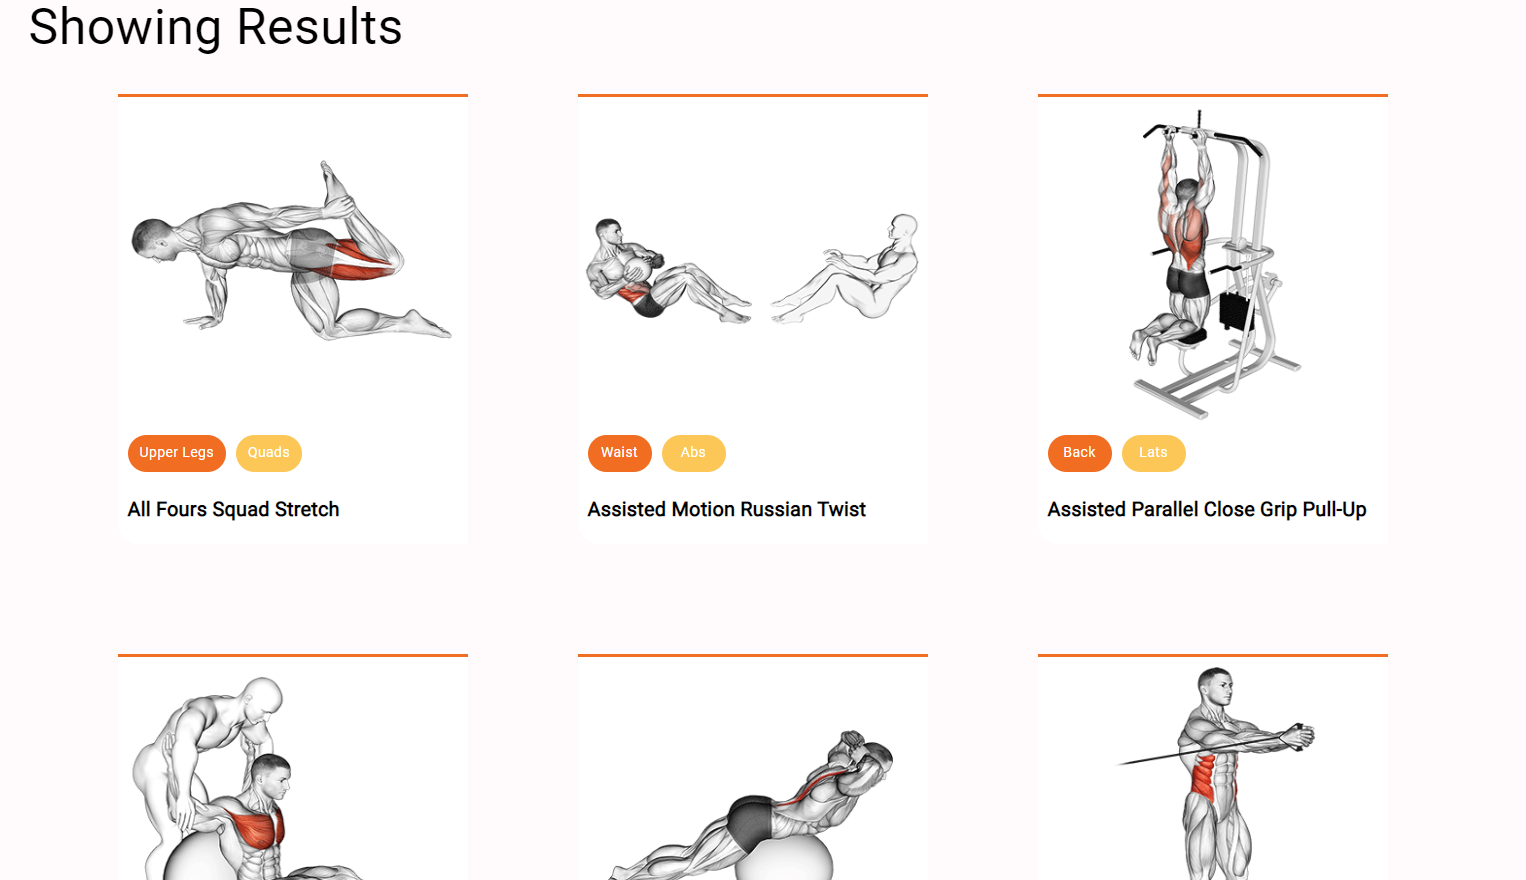 Showing Results
Upper Legs Quads
All Fours Squad Stretch
Waist Abs
Assisted Motion Russian Twist
Back Lats
Assisted Parallel Close Grip Pull-Up